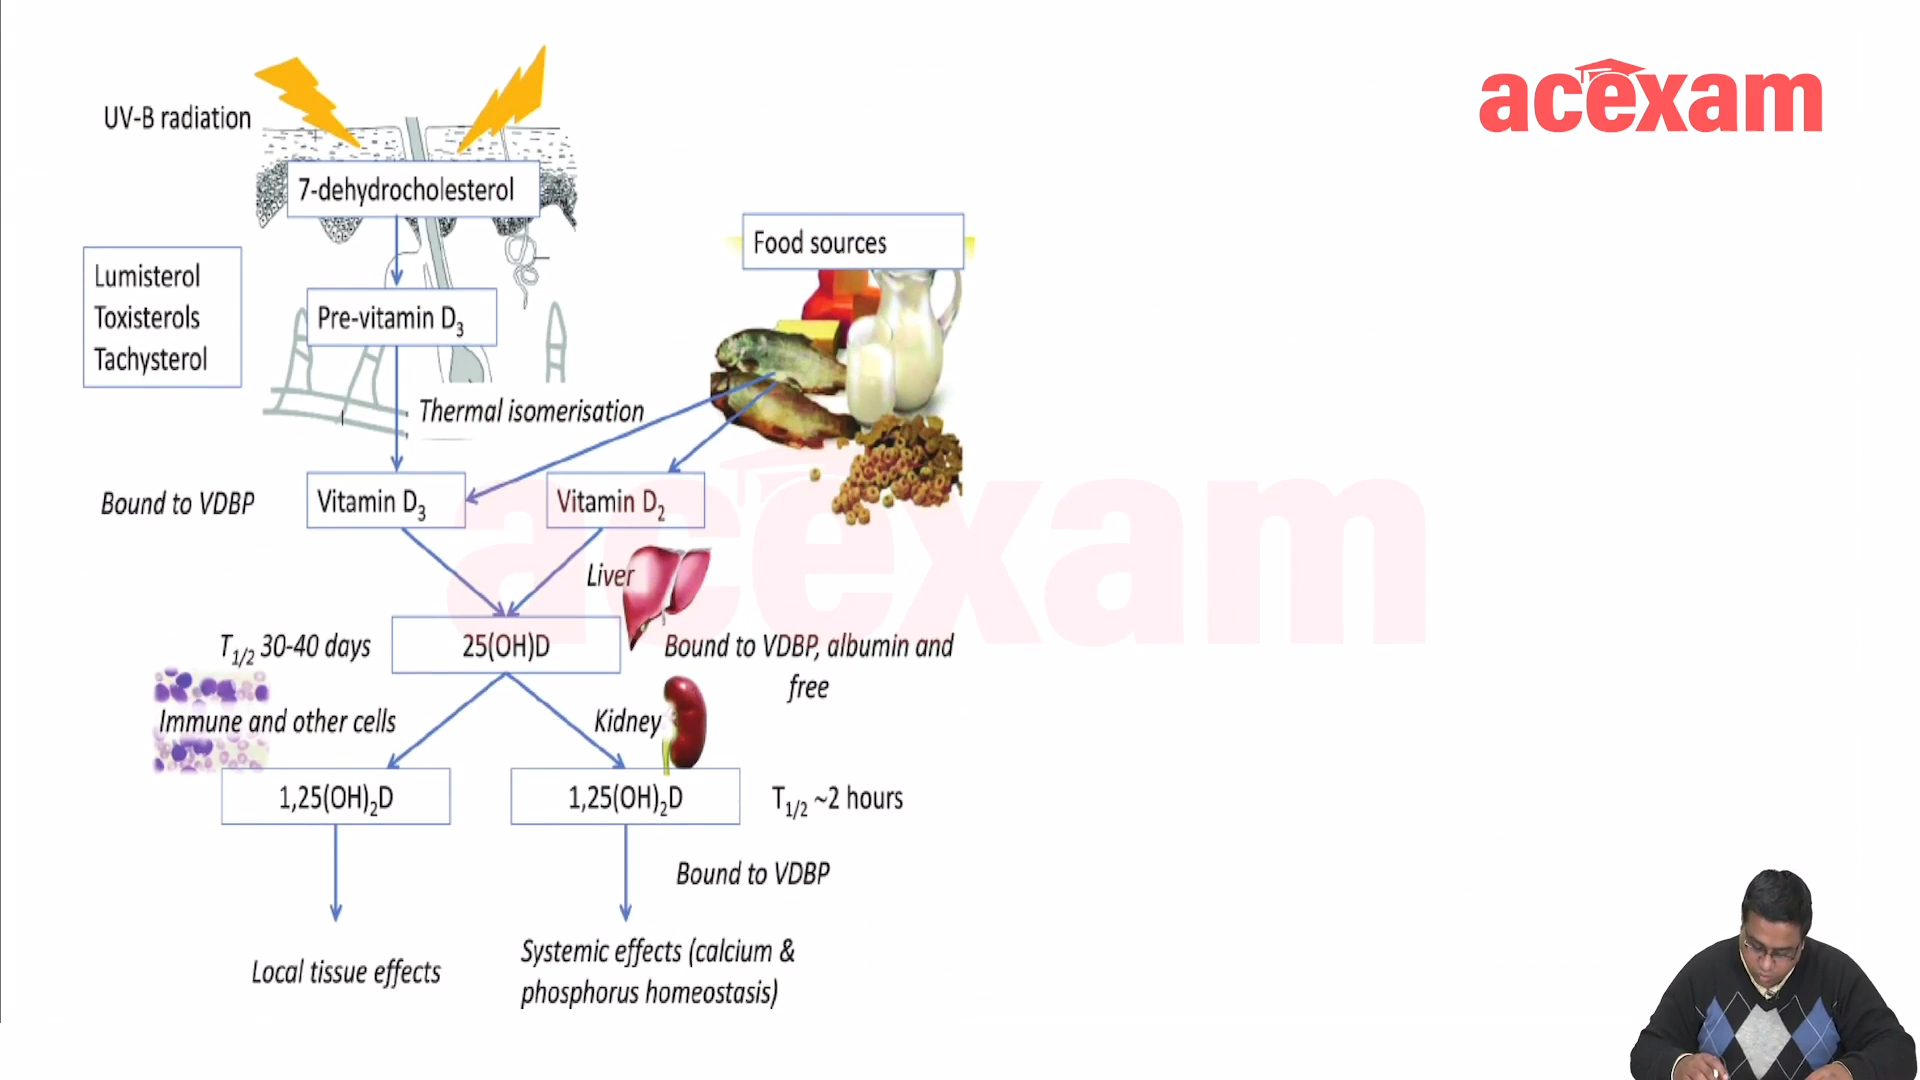 acexam
UV-B radiation
7-dehydrocholesterol
Food sources
Lumisterol
Toxisterols
Tachysterol
Pre-vitamin D3
Thermal isomerisation
Bound to VDBP
Vitamin D3
Vitamin D2
acexam
Liver
T1/2 30-40 days
25(OH)D
Bound to VDBP, albumin and
free
Immune and other cells
Kidney
1,25(OH)2D
1,25(OH)2D
T1/2 ~2 hours
Bound to VDBP
Local tissue effects
Systemic effects (calcium &
phosphorus homeostasis)